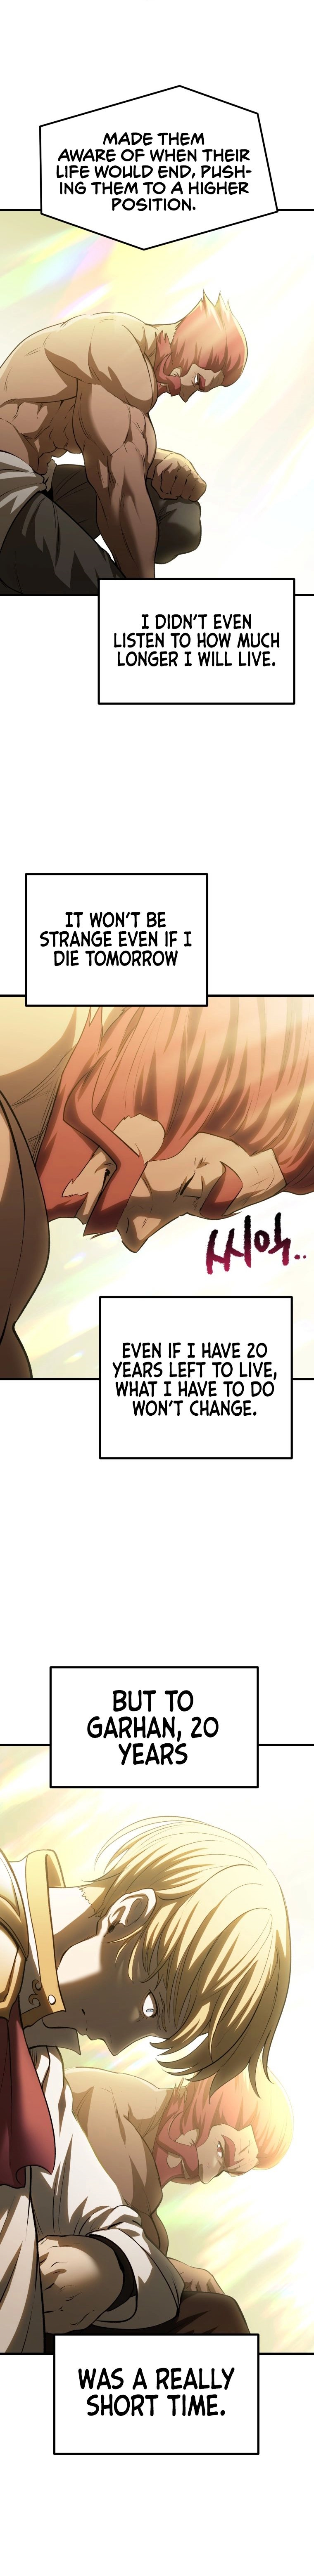 MADE THEM
AWARE OF WHEN THEIR
LIFE WOULD END, PUSH-
ING THEM TO A HIGHER
POSITION.
I DIDN'T EVEN
LISTEN TO HOW MUCH
LONGER I WILL LIVE.
IT WON'T BE
STRANGE EVEN IF I
DIE TOMORROW
씨익..
EVEN IF I HAVE 20
YEARS LEFT TO LIVE,
WHAT I HAVE TO DO
WON'T CHANGE.
BUT TO
GARHAN, 20
YEARS
WAS A REALLY
SHORT TIME.